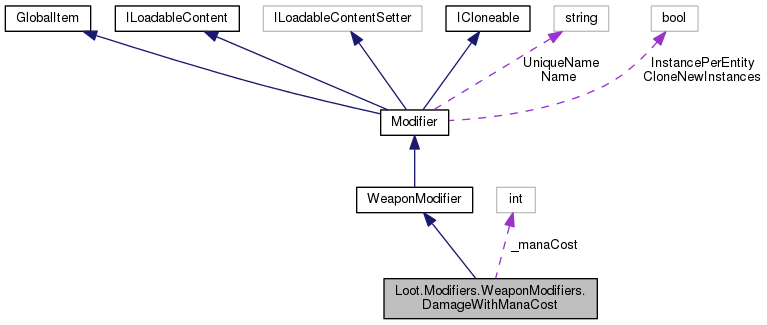 GlobalItem
ILoadableContent
ILoadableContentSetter
ICloneable
string
bool
UniqueName
Name
InstancePerEntity
CloneNewInstances
Modifier
WeaponModifier
int
_manaCost
Loot.Modifiers.WeaponModifiers.
DamageWithManaCost